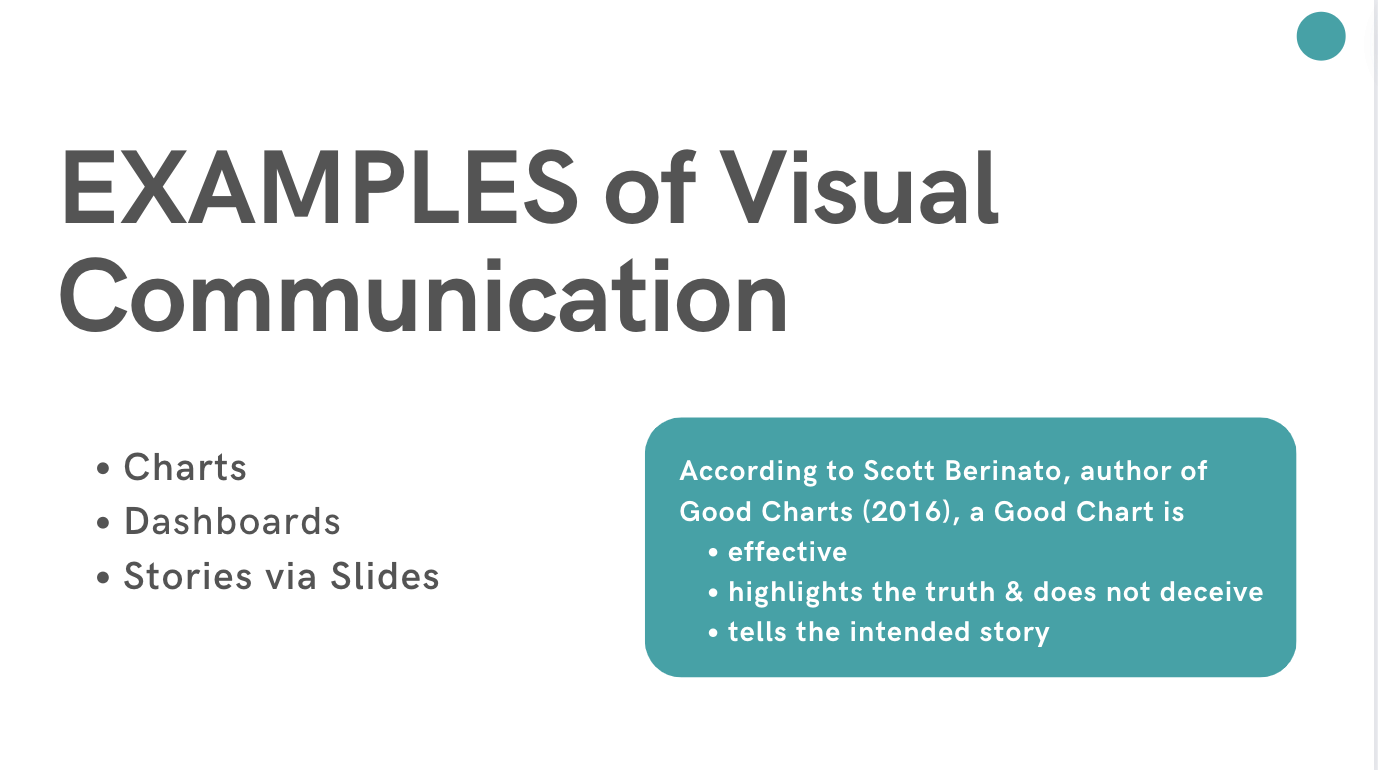 EXAMPLES of Visual
Communication
• Charts
• Dashboards
• Stories via Slides
According to Scott Berinato, author of
Good Charts (2016), a Good Chart is
• effective
• highlights the truth & does not deceive
• tells the intended story